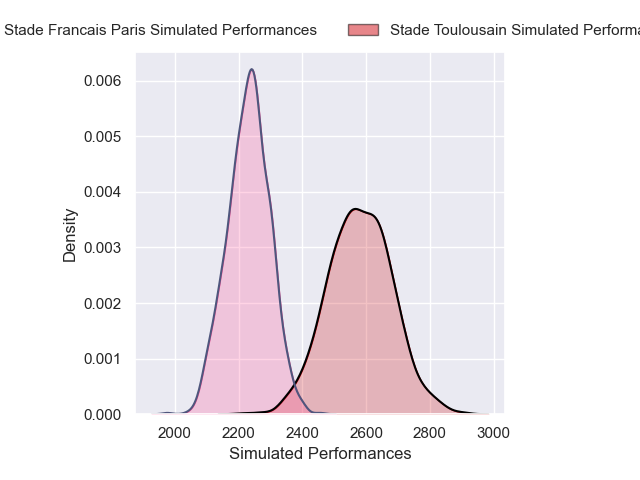 Stade Francais Paris Simulated Performances Stade Toulousain Simulated Performa
0.006
0.005
0.004
0.003
0.002
0.001
0.000
Density
2000 2200 2400 2600 2800 3000
Simulated Performances